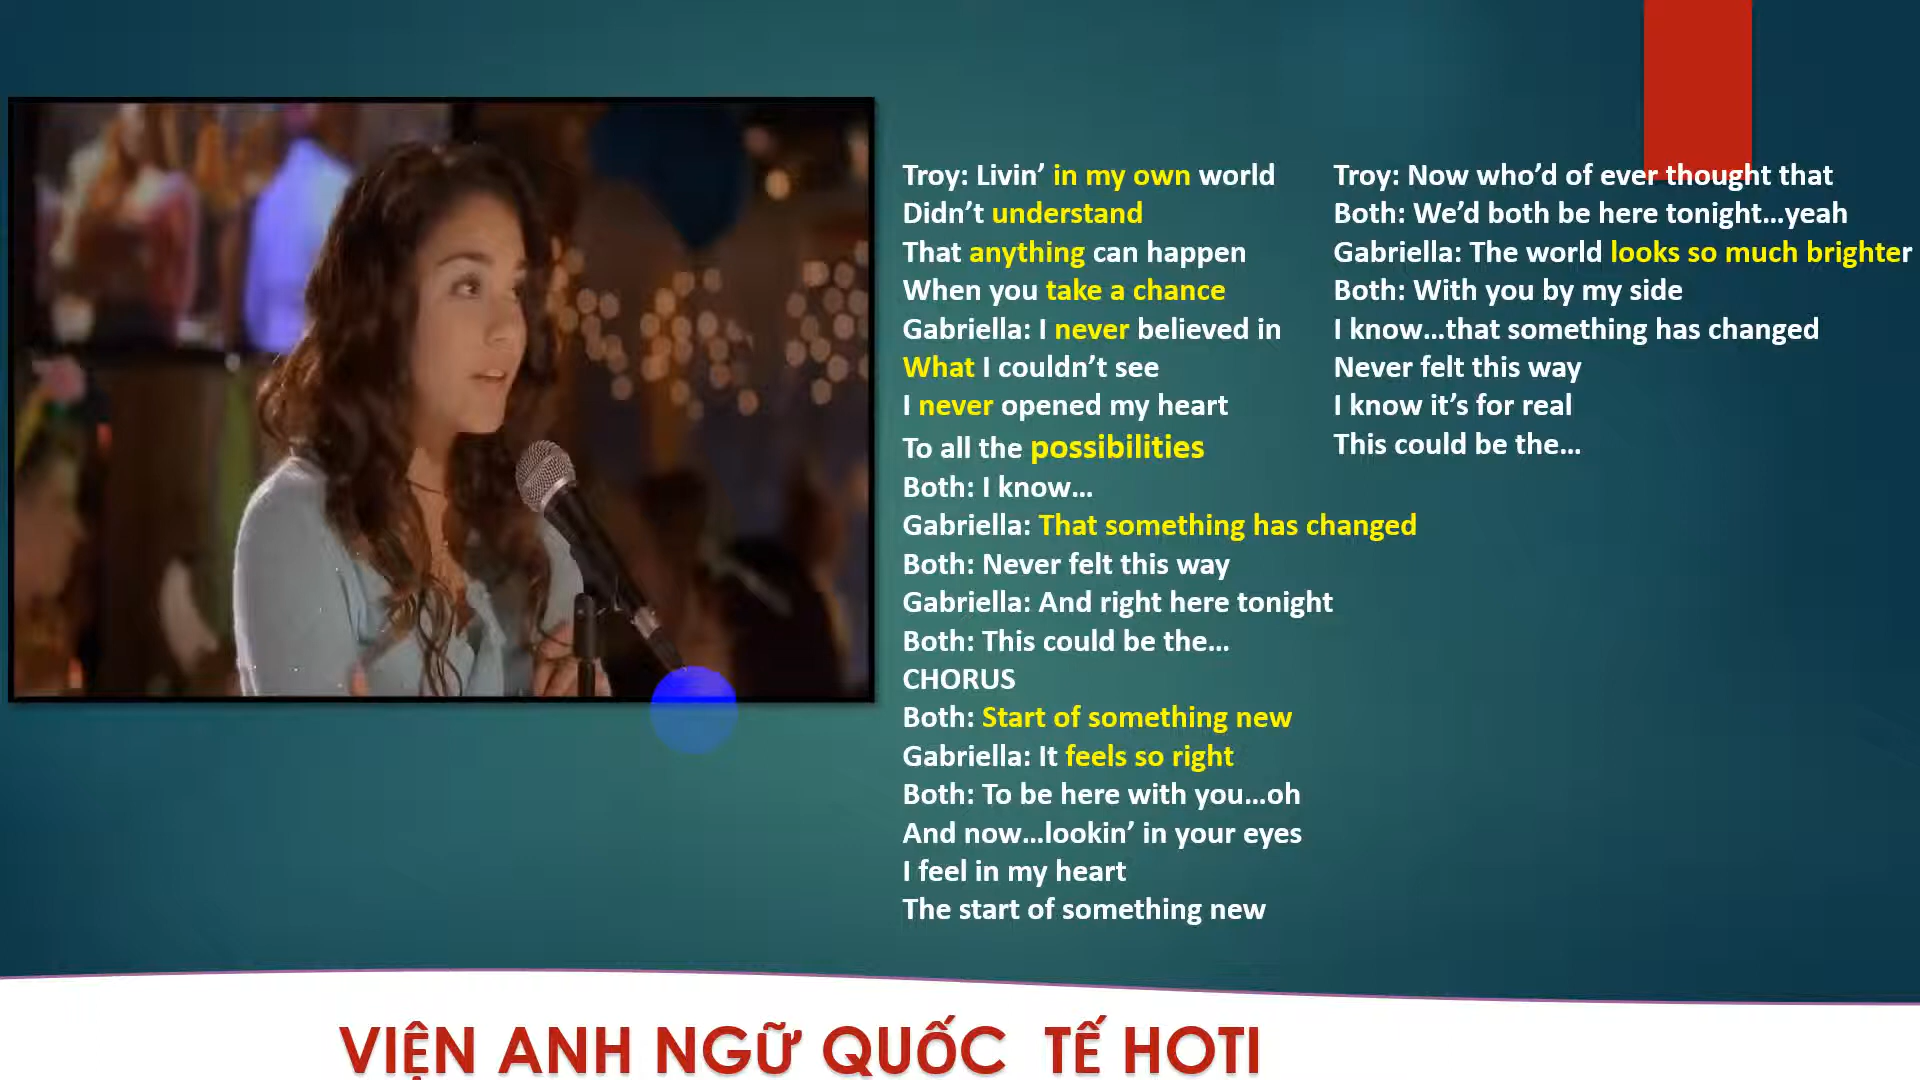 Troy: Livin’ in my own world
Didn’t understand
That anything can happen
When you take a chance
Gabriella: I never believed in
What I couldn’t see
I never opened my heart
To all the possibilities
Both: I know...
Gabriella: That something has changed
Both: Never felt this way
Gabriella: And right here tonight
Both: This could be the...
CHORUS
Both: Start of something new
Gabriella: It feels so right
Both: To be here with you...oh
And now...lookin’ in your eyes
I feel in my heart
The start of something new
Troy: Now who’d of ever thought that
Both: We’d both be here tonight...yeah
Gabriella: The world looks so much brighter
Both: With you by my side
I know...that something has changed
Never felt this way
I know it’s for real
This could be the...
VIỆN ANH NGỮ QUỐC TẾ HOTI